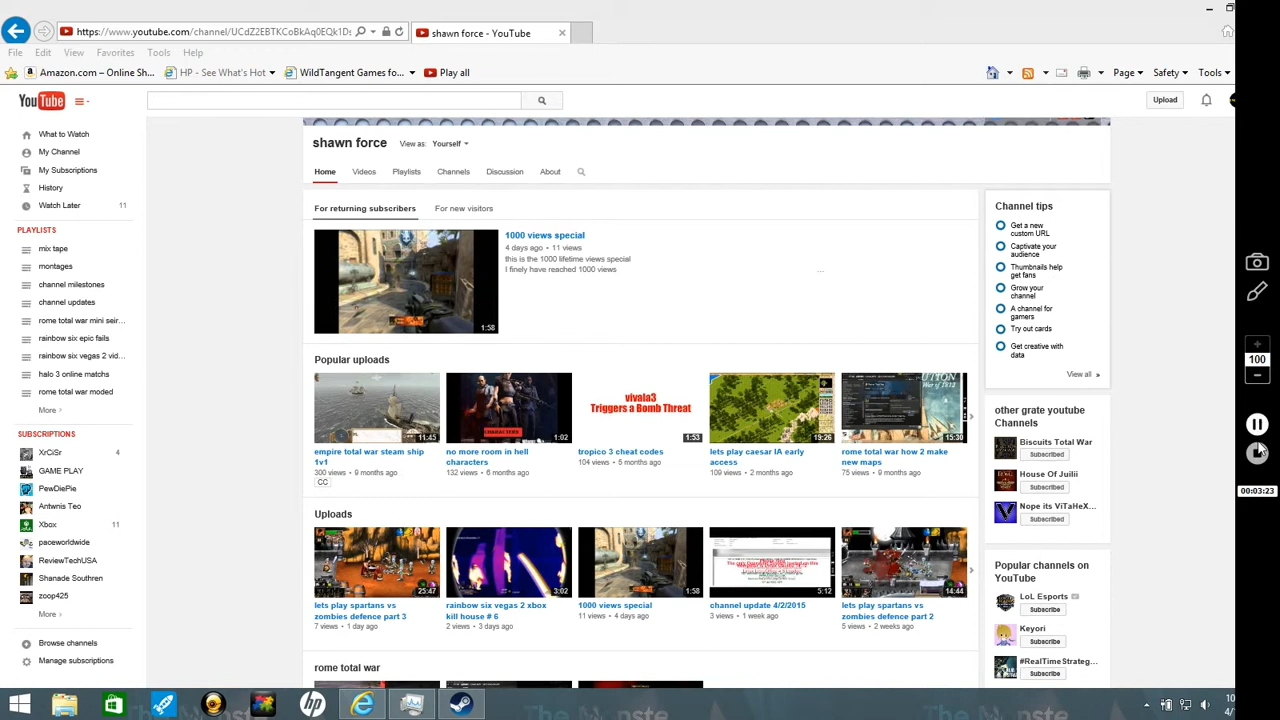 https://www.youtube.com/channel/UCdZ2EBTKCoBkAq0EQk1Ds
shawn force - YouTube
File Edit View Favorites Tools Help
Amazon.com – Online Sh... HP - See What's Hot WildTangent Games fo... Play all
Page Safety Tools
YouTube
Upload
What to Watch
My Channel
My Subscriptions
History
Watch Later 11
PLAYLISTS
mix tape
montages
channel milestones
channel updates
rome total war mini seir...
rainbow six epic fails
rainbow six vegas 2 vid...
halo 3 online matchs
rome total war moded
More
SUBSCRIPTIONS
XrCiSr 4
GAME PLAY
PewDiePie
Antwnis Teo
Xbox 11
paceworldwide
ReviewTechUSA
Shanade Southren
zoop425
More
Browse channels
Manage subscriptions
shawn force View as: Yourself
Home Videos Playlists Channels Discussion About
For returning subscribers For new visitors
1000 views special
4 days ago • 11 views
this is the 1000 lifetime views special
I finely have reached 1000 views ...
1:58
Popular uploads
11:45
CHARACTERS
1:02
vivala3
Triggers a Bomb Threat
1:53
19:26
15:30
empire total war steam ship
1v1
300 views • 9 months ago
CC
no more room in hell
characters
132 views • 6 months ago
tropico 3 cheat codes
104 views • 5 months ago
lets play caesar IA early
access
109 views • 2 months ago
rome total war how 2 make
new maps
75 views • 9 months ago
Uploads
25:47
3:02
1:58
5:12
14:44
lets play spartans vs
zombies defence part 3
7 views • 1 day ago
rainbow six vegas 2 xbox
kill house # 6
2 views • 3 days ago
1000 views special
11 views • 4 days ago
channel update 4/2/2015
3 views • 1 week ago
lets play spartans vs
zombies defence part 2
5 views • 2 weeks ago
rome total war
Channel tips
Get a new
custom URL
Captivate your
audience
Thumbnails help
get fans
Grow your
channel
A channel for
gamers
Try out cards
Get creative with
data
View all »
other grate youtube
Channels
Biscuits Total War
Subscribed
House Of Juilii
Subscribed
Nope its ViTaHeX...
Subscribed
Popular channels on
YouTube
LoL Esports
Subscribe
Keyori
Subscribe
#RealTimeStrateg...
Subscribe
100
00:03:23
hp